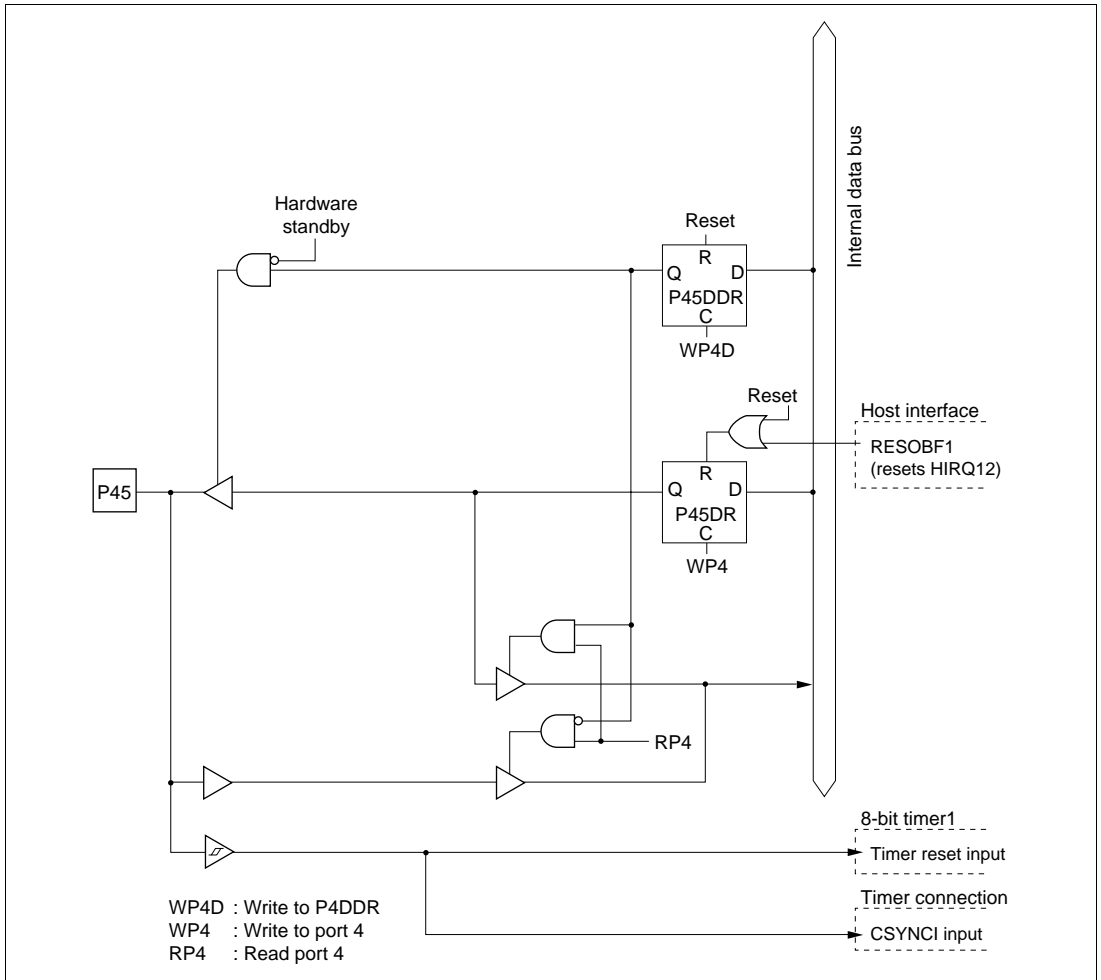 Internal data bus
Hardware
standby
Reset
R
Q
D
P45DDR
C
WP4D
Reset
Host interface
RESOBF1
(resets HIRQ12)
P45
R
Q
D
P45DR
C
WP4
RP4
8-bit timer1
Timer reset input
Timer connection
CSYNCI input
WP4D : Write to P4DDR
WP4 : Write to port 4
RP4 : Read port 4